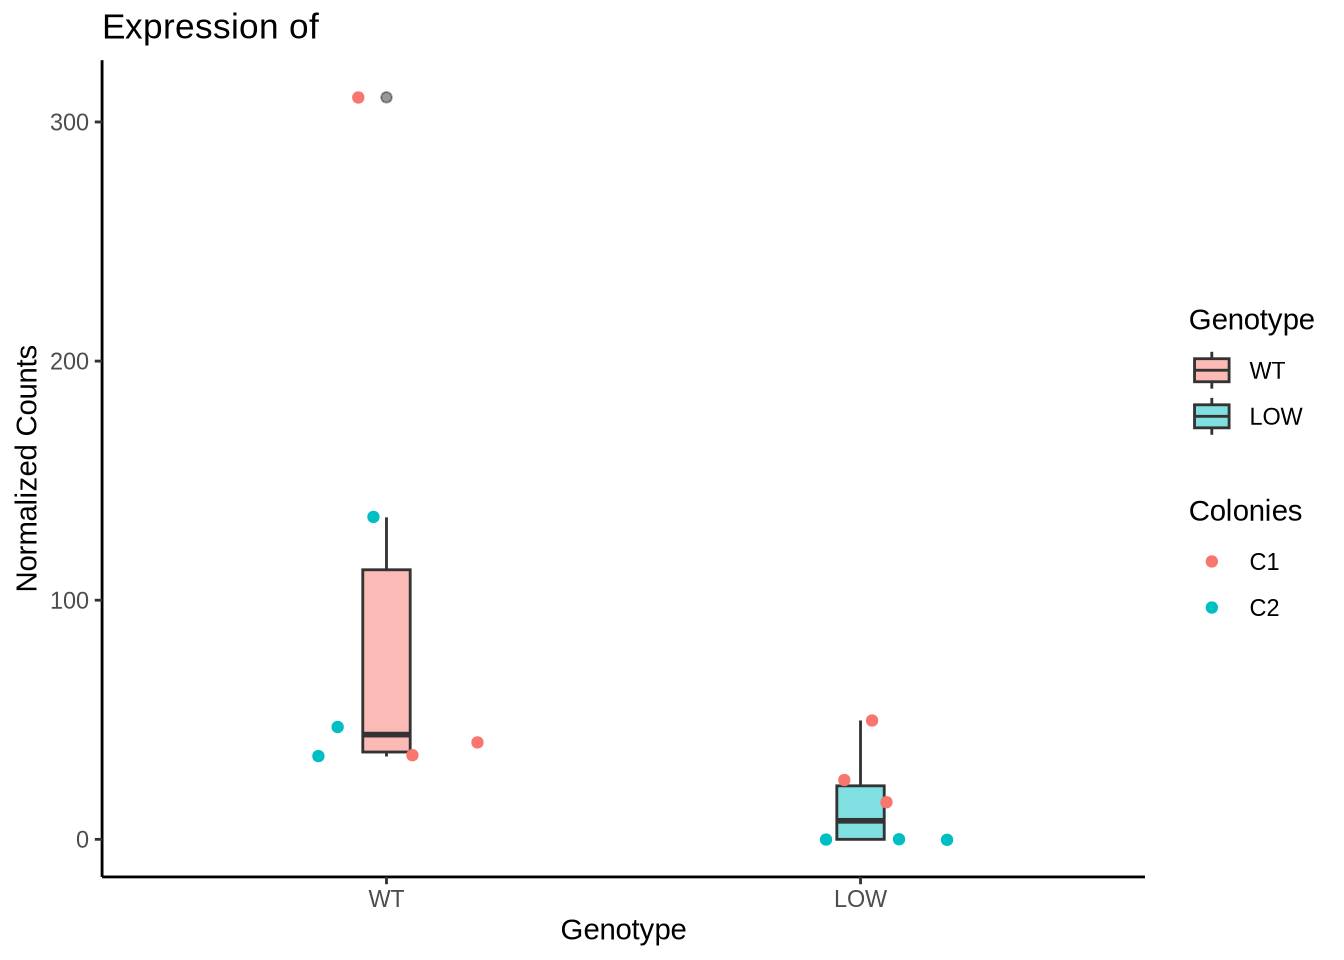 Expression of
Normalized Counts
300
200
100
0
WT
LOW
Genotype
Genotype
WT
LOW
Colonies
C1
C2